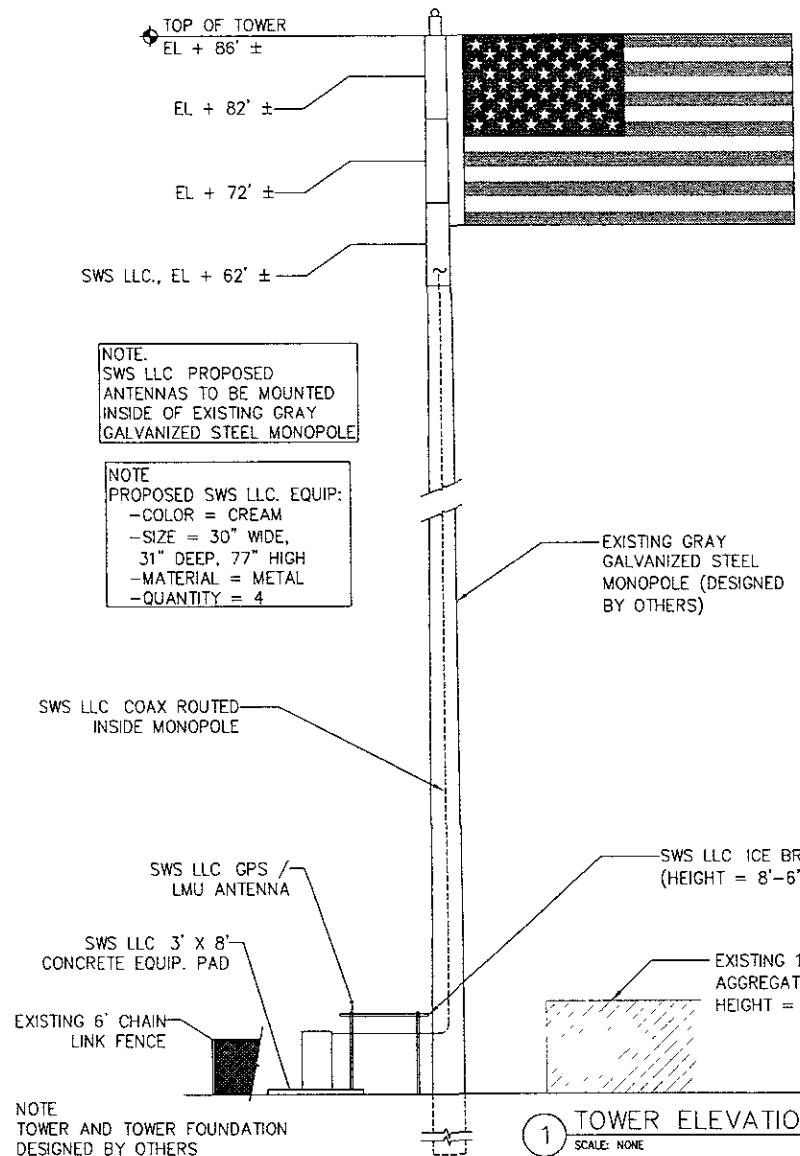 TOP OF TOWER
EL + 86' ±
EL + 82' ±
EL + 72' ±
SWS LLC., EL + 62' ±
NOTE.
SWS LLC PROPOSED
ANTENNAS TO BE MOUNTED
INSIDE OF EXISTING GRAY
GALVANIZED STEEL MONOPOLE
NOTE
PROPOSED SWS LLC. EQUIP:
-COLOR = CREAM
-SIZE = 30" WIDE,
31" DEEP, 77" HIGH
-MATERIAL = METAL
-QUANTITY = 4
EXISTING GRAY
GALVANIZED STEEL
MONOPOLE (DESIGNED
BY OTHERS)
SWS LLC COAX ROUTED
INSIDE MONOPOLE
SWS LLC GPS /
LMU ANTENNA
SWS LLC ICE BR
(HEIGHT = 8'-6"
SWS LLC 3' X 8'
CONCRETE EQUIP. PAD
EXISTING 1
AGGREGAT
HEIGHT =
EXISTING 6' CHAIN
LINK FENCE
NOTE
TOWER AND TOWER FOUNDATION
DESIGNED BY OTHERS
1 TOWER ELEVATIO
SCALE: NONE